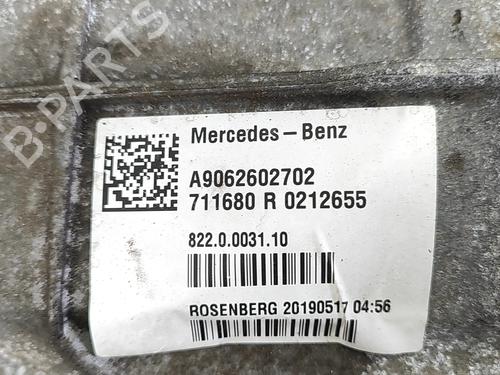 B-PARTS
Mercedes-Benz
A9062602702
711680 R 0212655
822.0.0031.10
ROSENBERG 20190517 04:56